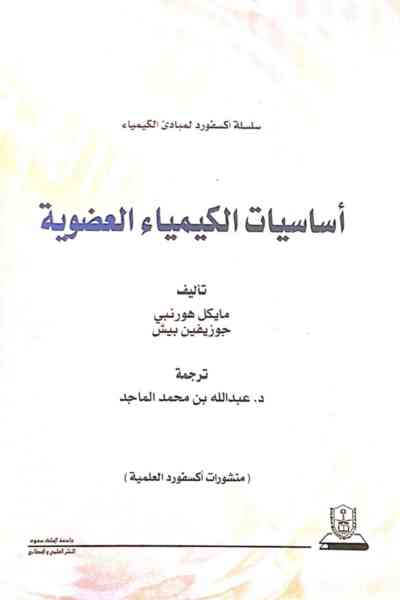 سلسلة أكسفورد لمبادئ الكيمياء
أساسيات الكيمياء العضوية
تأليف
مايكل هورنبي
جوزيفين بيش
ترجمة
د. عبدالله بن محمد الماجد
(منشورات أكسفورد العلمية)
جامعة الملك سعود
النشر العلمي والمطابع